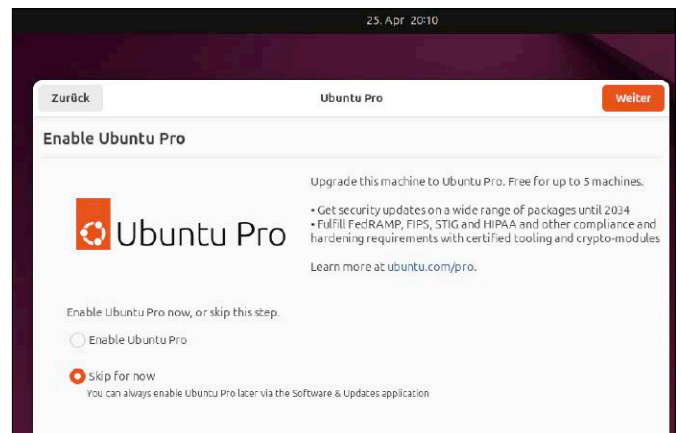 25. Apr 20:10
Zurück
Ubuntu Pro
Weiter
Enable Ubuntu Pro
Upgrade this machine to Ubuntu Pro. Free for up to 5 machines.
• Get security updates on a wide range of packages until 2034
• Fulfill FedRAMP, FIPS, STIG and HIPAA and other compliance and
hardening requirements with certified tooling and crypto-modules
Learn more at ubuntu.com/pro.
Ubuntu Pro
Enable Ubuntu Pro now, or skip this step.
Enable Ubuntu Pro
Skip for now
You can always enable Ubuntu Pro later via the Software & Updates application